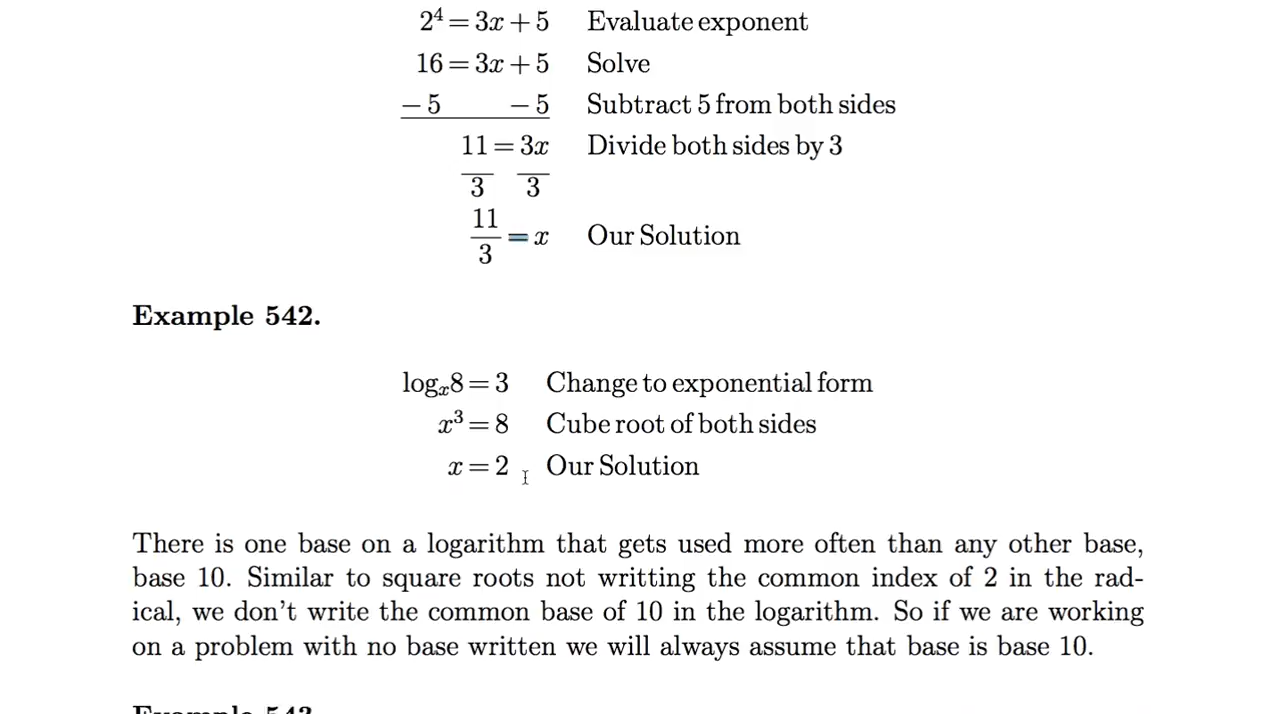 2⁴ = 3x + 5 Evaluate exponent
16 = 3x + 5 Solve
− 5 − 5 Subtract 5 from both sides
11 = 3x Divide both sides by 3
3 3
11/3 = x Our Solution
Example 542.
logₓ8 = 3 Change to exponential form
x³ = 8 Cube root of both sides
x = 2 Our Solution
There is one base on a logarithm that gets used more often than any other base,
base 10. Similar to square roots not writting the common index of 2 in the rad-
ical, we don't write the common base of 10 in the logarithm. So if we are working
on a problem with no base written we will always assume that base is base 10.
Example 543.